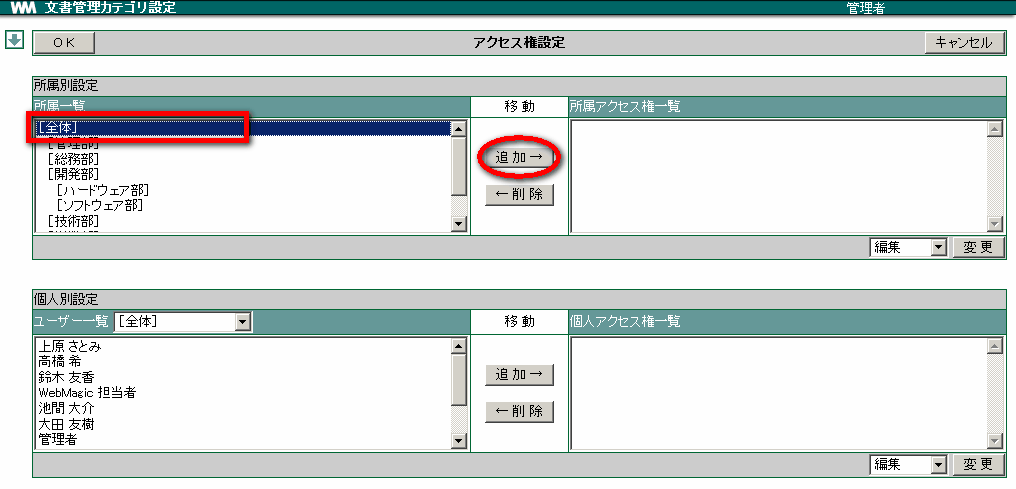 WM 文書管理カテゴリ設定 管理者
OK アクセス権設定 キャンセル
所属別設定
所属一覧 移動 所属アクセス権一覧
[全体]
[管理部]
[総務部]
[開発部]
[ハードウェア部]
[ソフトウェア部]
[技術部]
追加→
←削除
編集 変更
個人別設定
ユーザー一覧 [全体] 移動 個人アクセス権一覧
上原 さとみ
高橋 希
鈴木 友香
WebMagic 担当者
池間 大介
大田 友樹
管理者
追加→
←削除
編集 変更